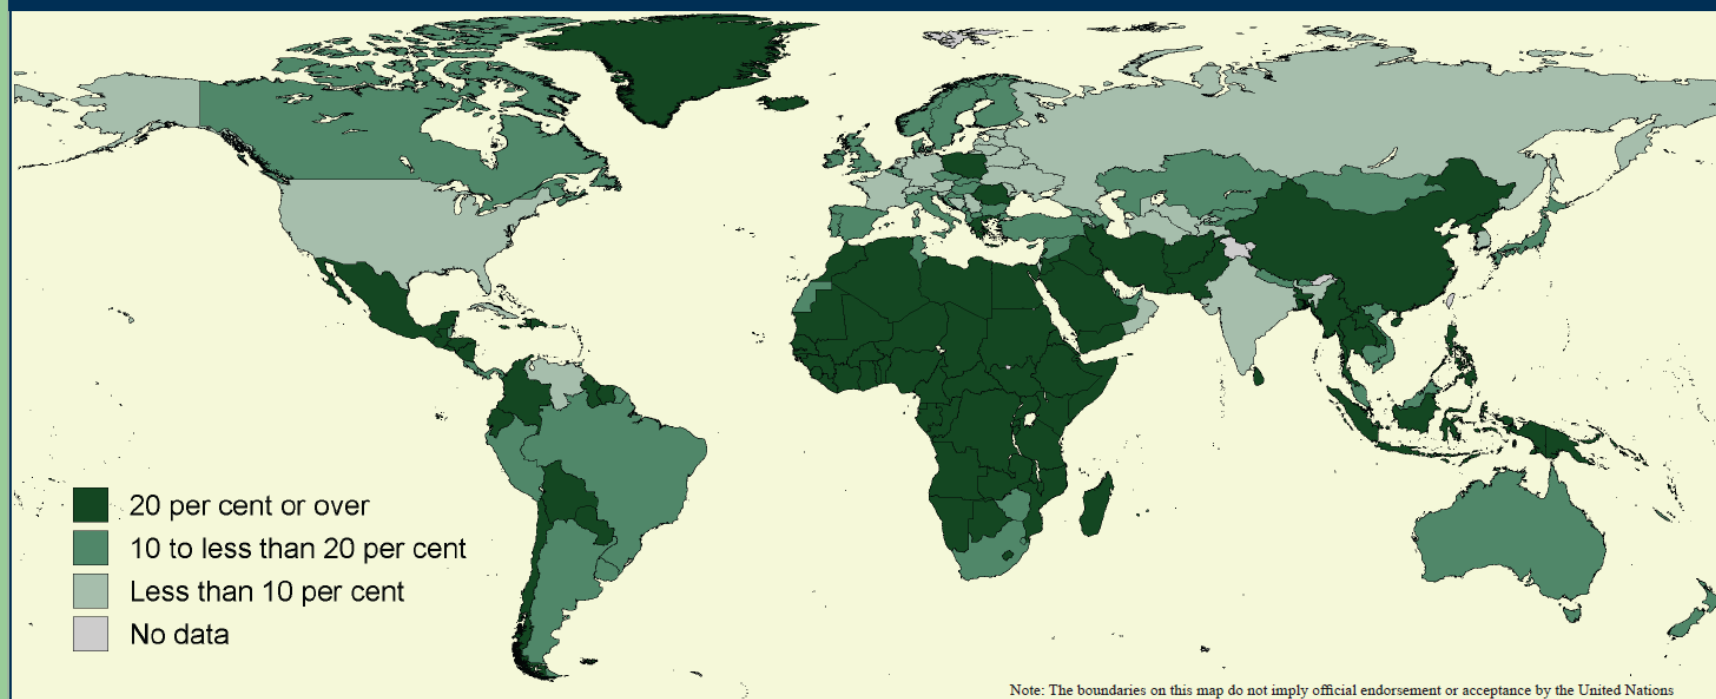 20 per cent or over
10 to less than 20 per cent
Less than 10 per cent
No data
Note: The boundaries on this map do not imply official endorsement or acceptance by the United Nations